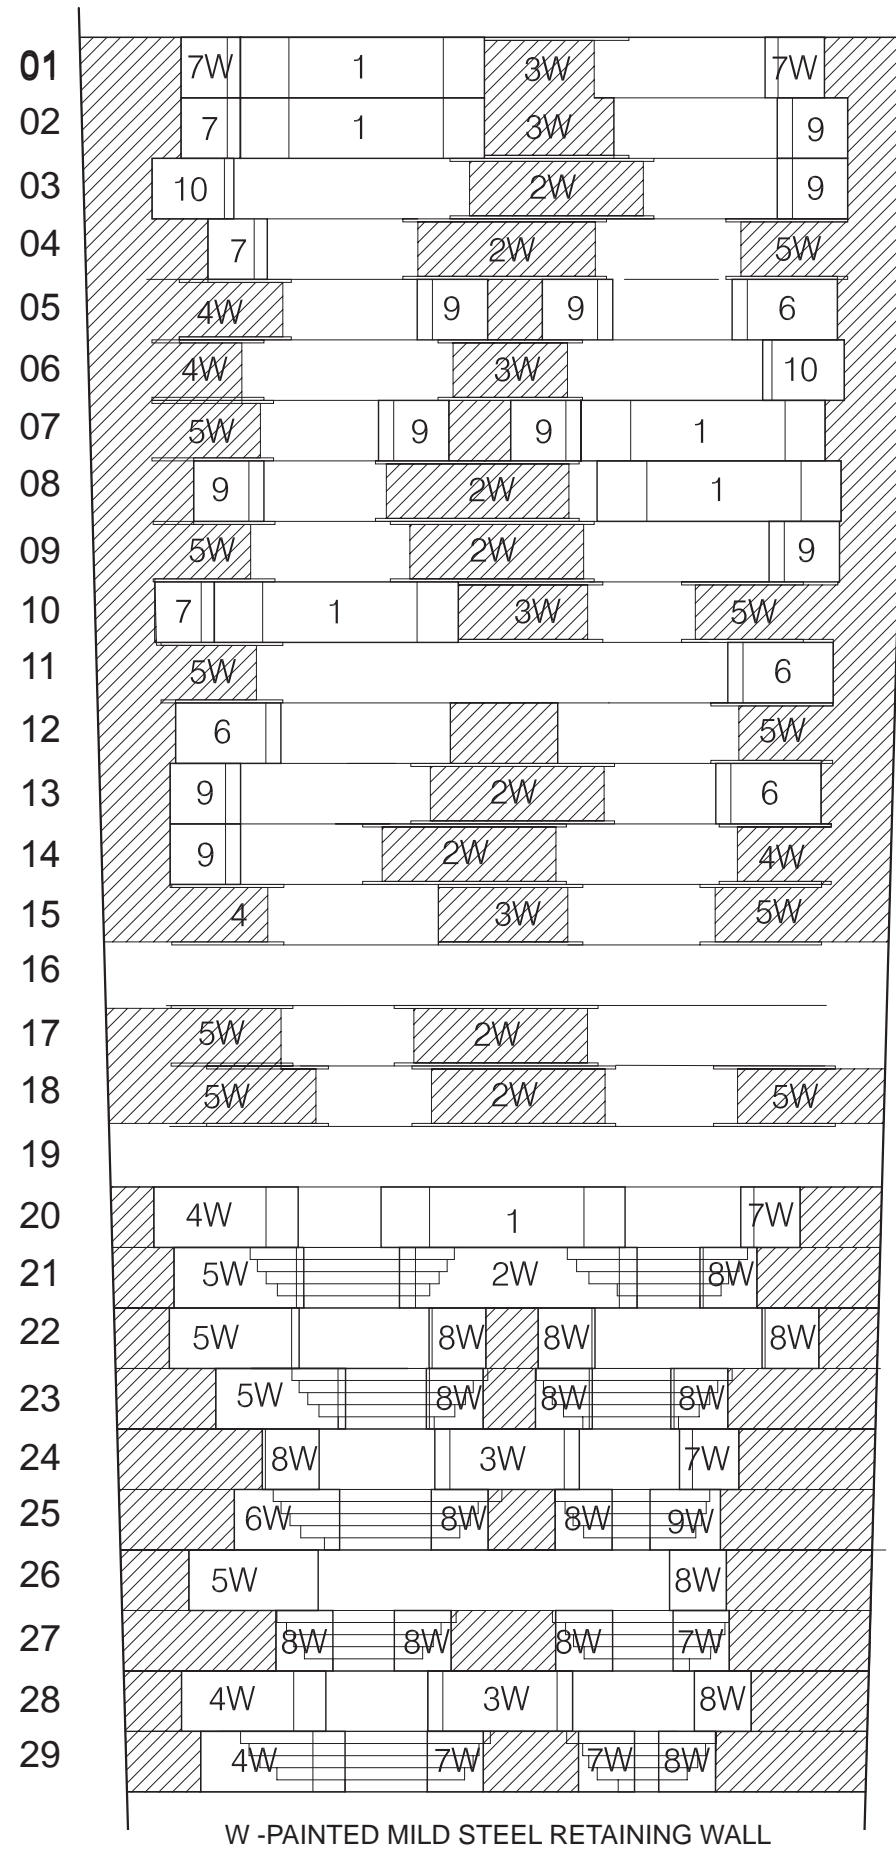 01 7W 1 3W 7W
02 7 1 3W 9
03 10 2W 9
04 7 2W 5W
05 4W 9 9 6
06 4W 3W 10
07 5W 9 9 1
08 9 2W 1
09 5W 2W 9
10 7 1 3W 5W
11 5W 6
12 6 5W
13 9 2W 6
14 9 2W 4W
15 4 3W 5W
16
17 5W 2W
18 5W 2W 5W
19
20 4W 1 7W
21 5W 2W 8W
22 5W 8W 8W 8W
23 5W 8W 8W 8W
24 8W 3W 7W
25 6W 8W 8W 9W
26 5W 8W
27 8W 8W 8W 7W
28 4W 3W 8W
29 4W 7W 7W 8W
W -PAINTED MILD STEEL RETAINING WALL